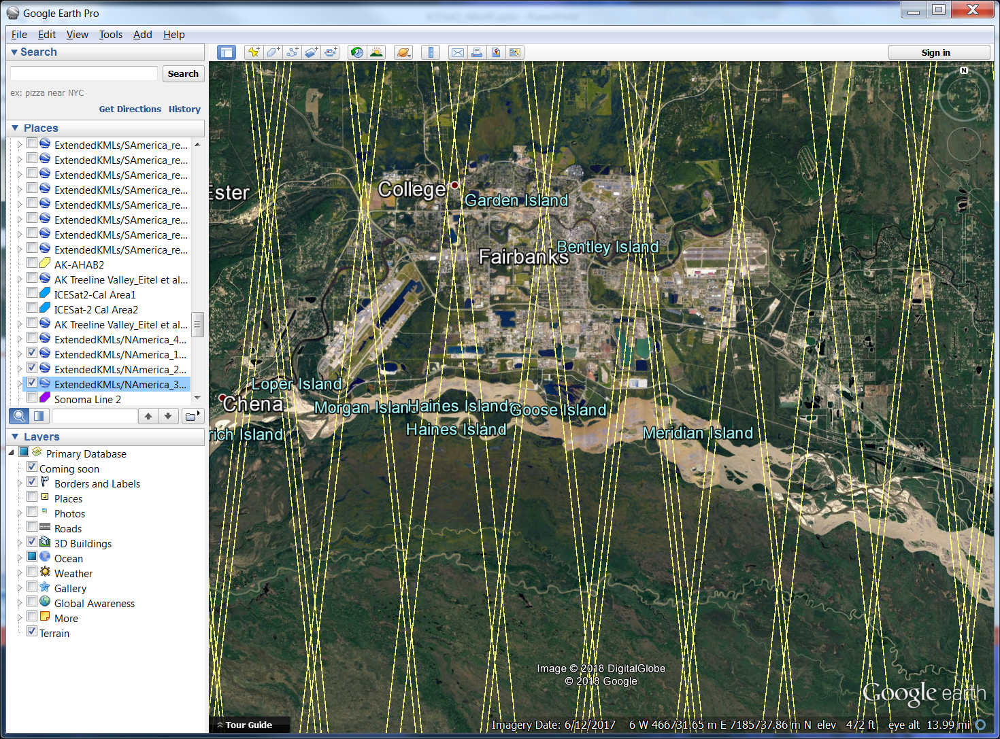 Google Earth Pro
File Edit View Tools Add Help
Search
Search
ex: pizza near NYC
Get Directions History
Places
ExtendedKMLs/SAmerica_re...
ExtendedKMLs/SAmerica_re...
ExtendedKMLs/SAmerica_re...
ExtendedKMLs/SAmerica_re...
ExtendedKMLs/SAmerica_re...
ExtendedKMLs/SAmerica_re...
ExtendedKMLs/SAmerica_re...
ExtendedKMLs/SAmerica_re...
AK-AHAB2
AK Treeline Valley_Eitel et al...
ICESat2-Cal Area1
ICESat-2 Cal Area2
AK Treeline Valley_Eitel et al...
ExtendedKMLs/NAmerica_4...
ExtendedKMLs/NAmerica_1...
ExtendedKMLs/NAmerica_2...
ExtendedKMLs/NAmerica_3...
Sonoma Line 2
Layers
Primary Database
Coming soon
Borders and Labels
Places
Photos
Roads
3D Buildings
Ocean
Weather
Gallery
Global Awareness
More
Terrain
Sign in
N
Ester
College
Garden Island
Bentley Island
Fairbanks
Loper Island
Chena
Morgan Island
Haines Island
Goose Island
rich Island
Haines Island
Meridian Island
Image © 2018 DigitalGlobe
© 2018 Google
Google earth
Tour Guide
Imagery Date: 6/12/2017 6 W 466731.65 m E 7185737.86 m N elev 472 ft eye alt 13.99 mi